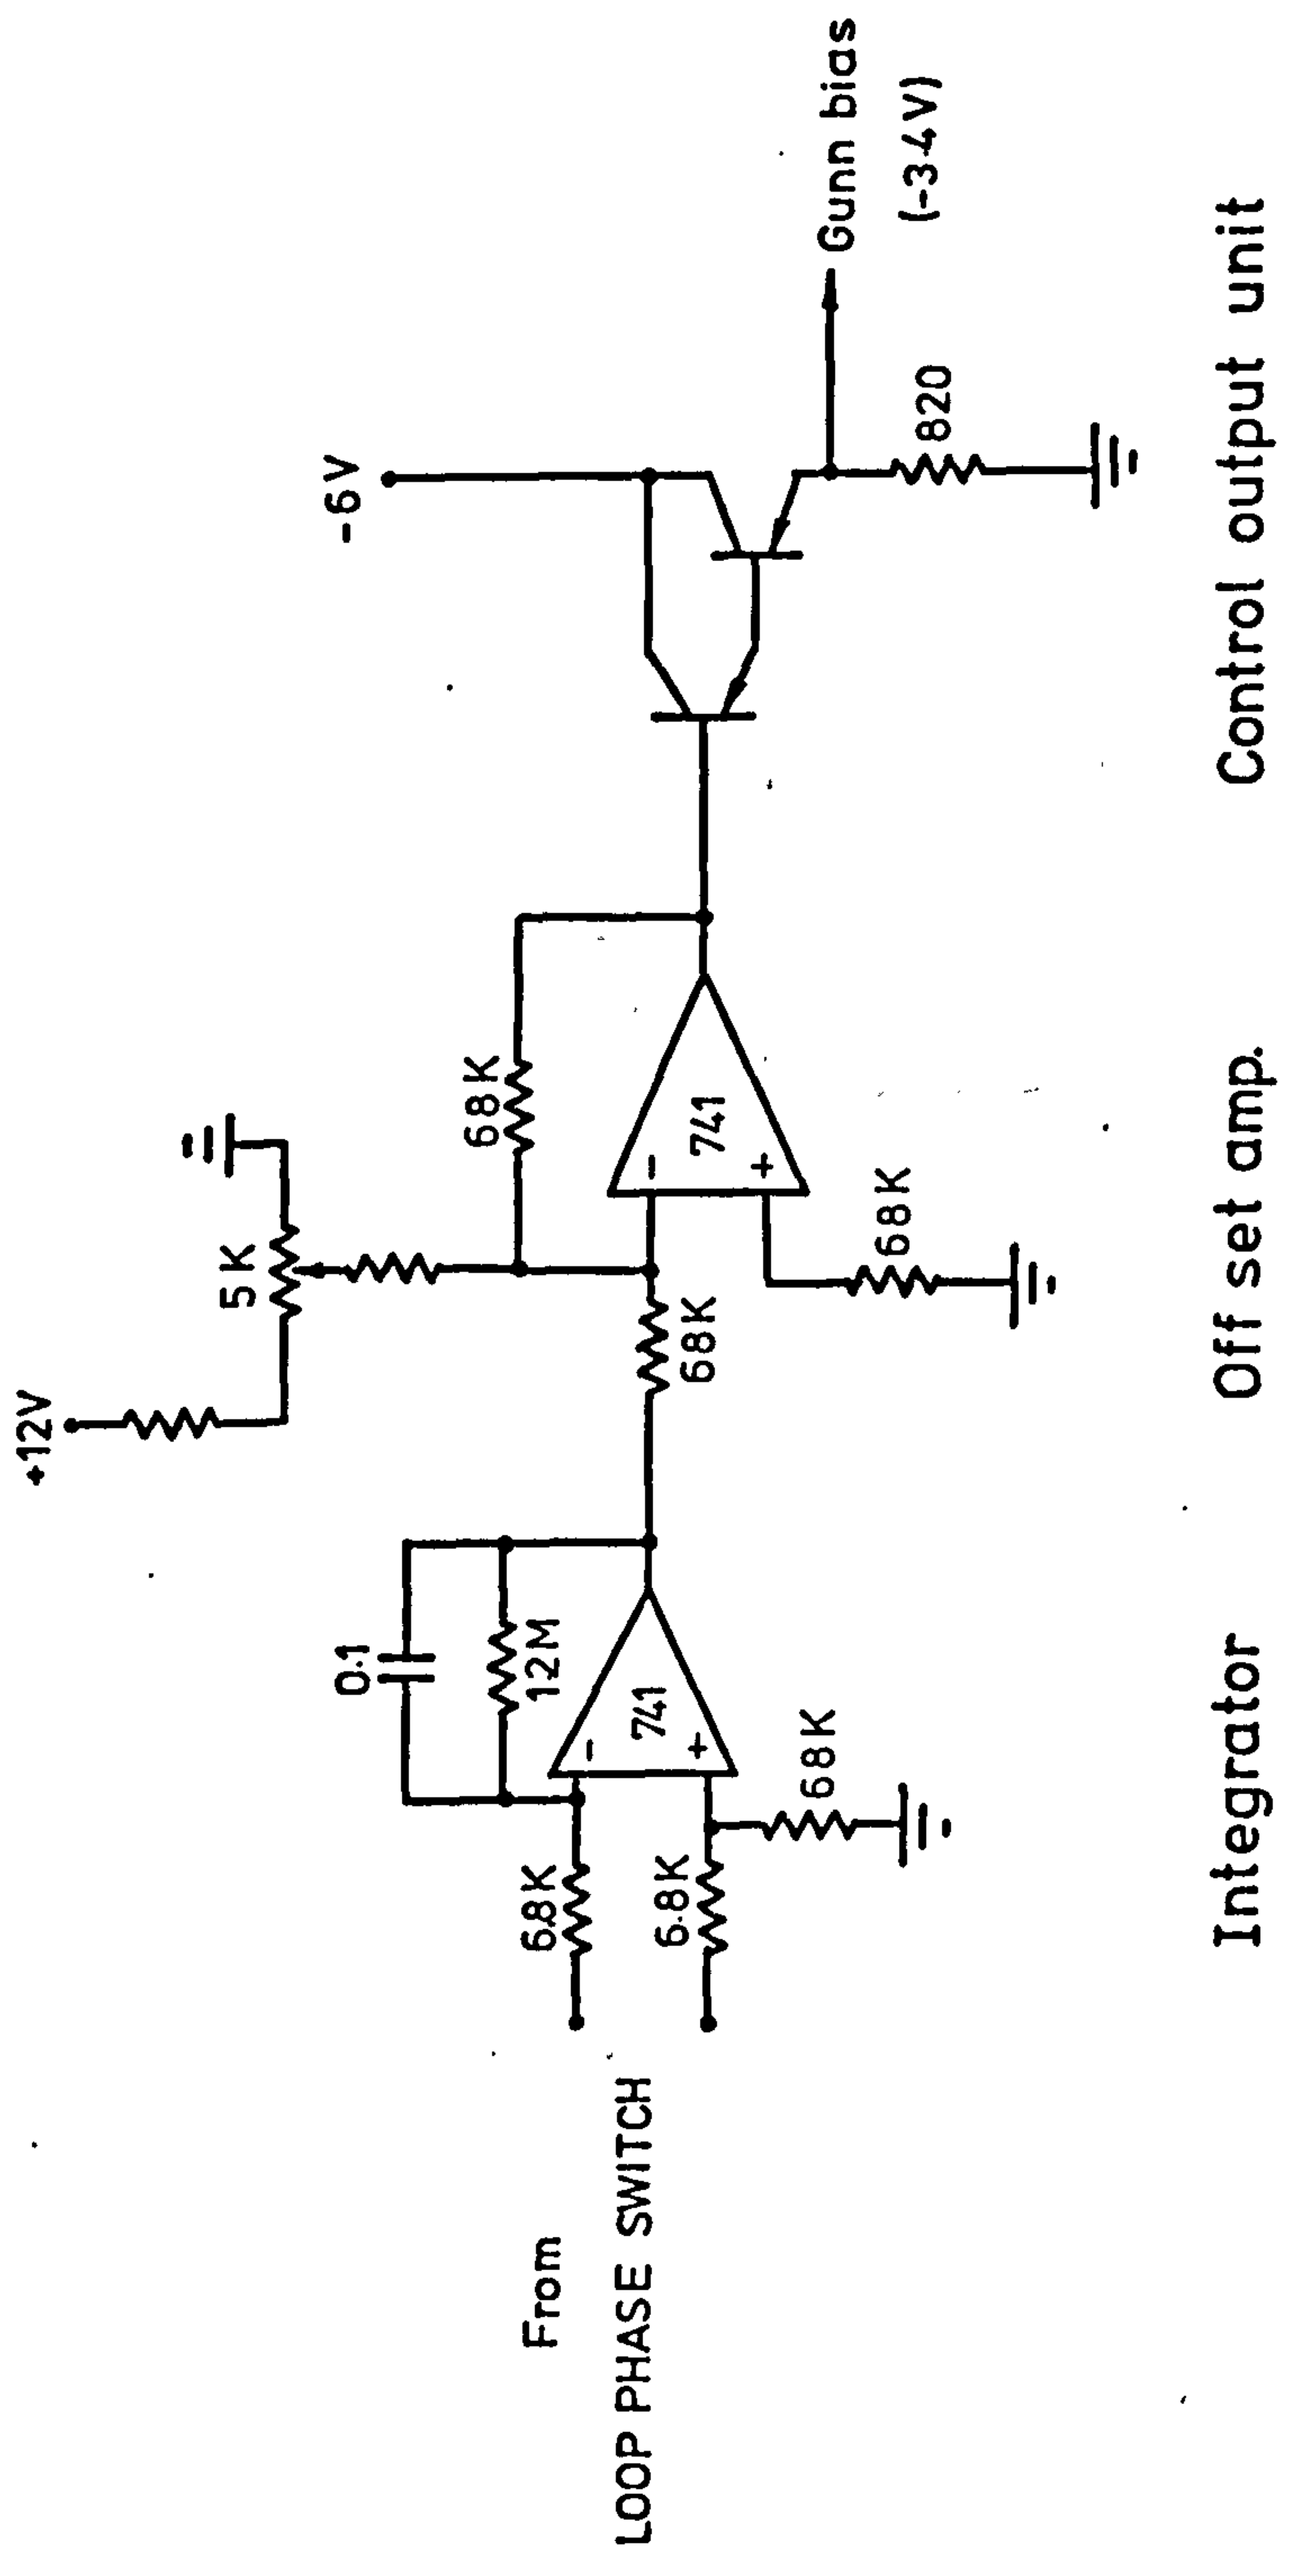 +12V
5K
-6V
0.1
12M
68K
From
LOOP PHASE SWITCH
6.8K
6.8K
-
+
741
68K
68K
-
+
741
68K
Gunn bias
(-3.4V)
820
Integrator
Off set amp.
Control output unit